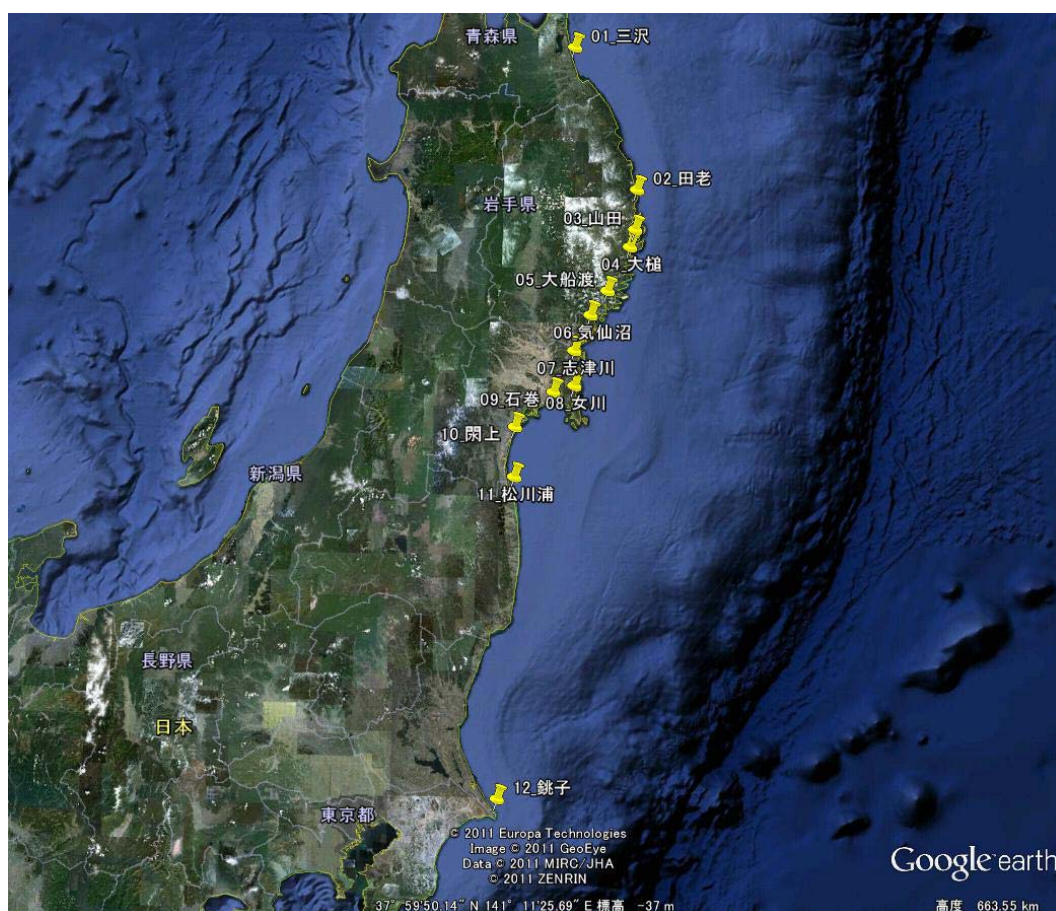 青森県
01_三沢
02_田老
岩手県
03_山田
04_大槌
05_大船渡
06_気仙沼
07_志津川
09_石巻
08_女川
10_閖上
新潟県
11_松川浦
長野県
日本
12_銚子
東京都
© 2011 Europa Technologies
Image © 2011 GeoEye
Data © 2011 MIRC/JHA
© 2011 ZENRIN
Google earth
37° 59'50.14" N 141° 11'25.69" E 標高 -37 m
高度 663.55 km